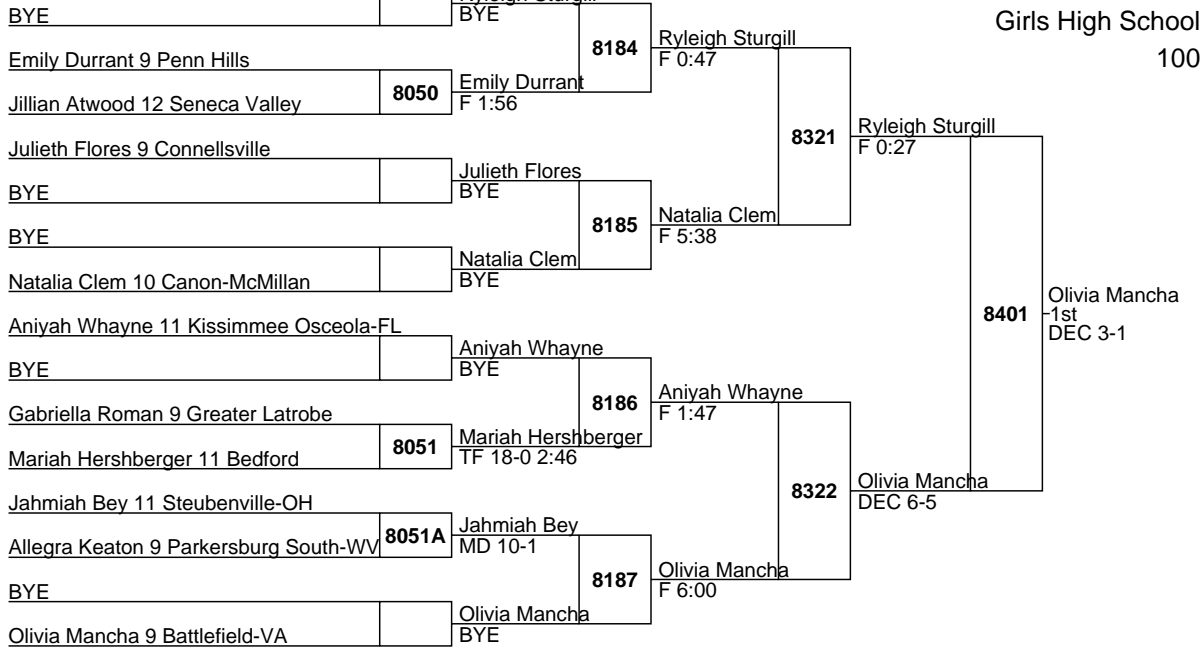 BYE
BYE
Girls High School
100
Emily Durrant 9 Penn Hills
Jillian Atwood 12 Seneca Valley
8050
Emily Durrant
F 1:56
8184
Ryleigh Sturgill
F 0:47
Julieth Flores 9 Connellsville
BYE
Julieth Flores
BYE
BYE
Natalia Clem 10 Canon-McMillan
Natalia Clem
BYE
8185
Natalia Clem
F 5:38
8321
Ryleigh Sturgill
F 0:27
Aniyah Whayne 11 Kissimmee Osceola-FL
BYE
Aniyah Whayne
BYE
Gabriella Roman 9 Greater Latrobe
Mariah Hershberger 11 Bedford
8051
Mariah Hershberger
TF 18-0 2:46
8186
Aniyah Whayne
F 1:47
Jahmiah Bey 11 Steubenville-OH
Allegra Keaton 9 Parkersburg South-WV
8051A
Jahmiah Bey
MD 10-1
BYE
Olivia Mancha 9 Battlefield-VA
Olivia Mancha
BYE
8187
Olivia Mancha
F 6:00
8322
Olivia Mancha
DEC 6-5
8401
Olivia Mancha
1st
DEC 3-1